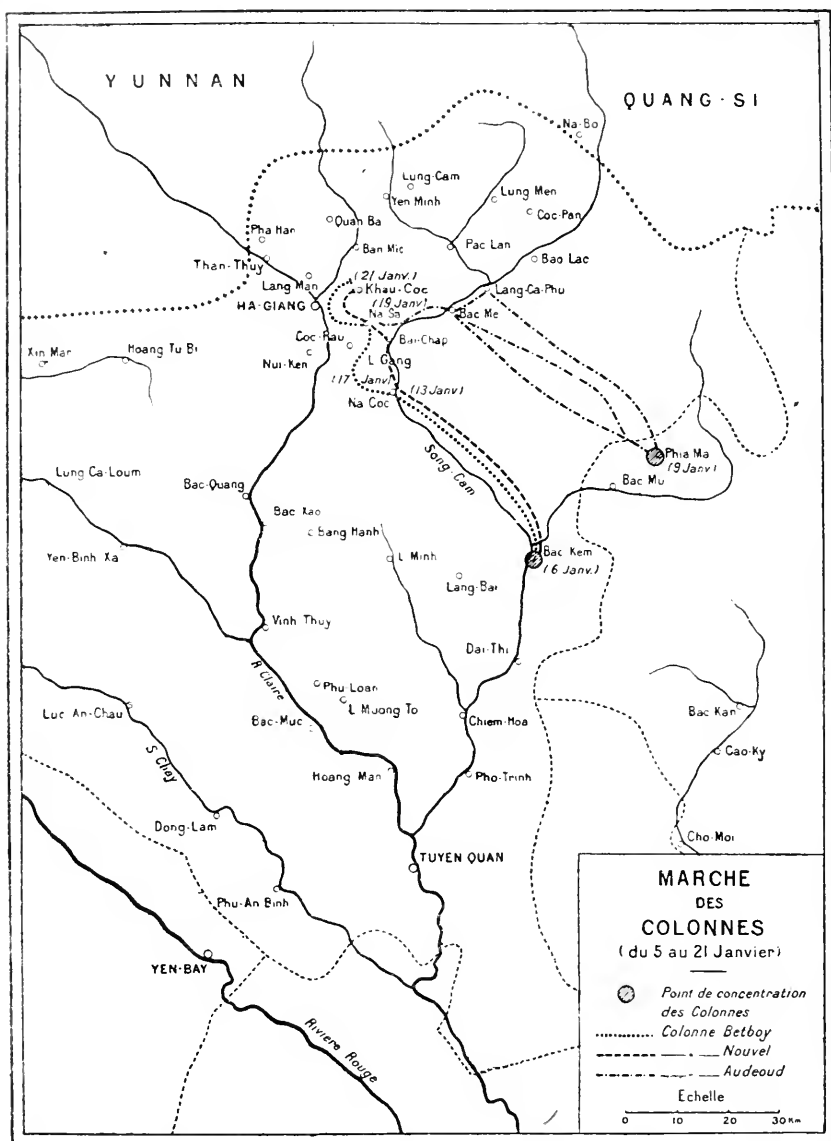 YUNNAN
QUANG-SI
Na-Bo
Lung-Cam
Yen Minh
Lung Men
Coc-Pan
Quan Ba
Pha Han
Ban Mic
Pac Lan
Bao Lac
Than-Thuy
Lang Man
(21 Janv.)
Khau-Coc
(19 Janv.)
Lang-Ca-Phu
HA-GIANG
Na Sa
Bac Me
Coc-Rau
Bai-Chap
Xin Man
Hoang Tu Bi
Nui-Ken
L Gang
(17 Janv)
(13 Janv)
Na Coc
Song-Cam
Phia Ma
(9 Janv)
Lung Ca-Loum
Bac-Quang
Bac Mu
Bac Xao
Bang Hanh
Yen-Binh Xa
L Minh
Bac Kem
(6 Janv.)
Lang-Bai
Vinh Thuy
Dai-Thi
R Claire
Phu-Loan
L Muong To
Luc An-Chau
Bac-Muc
Chiem-Hoa
Bac Kan
S Chay
Cao-Ky
Hoang Man
Pho-Trinh
Dong-Lam
Cho-Moi
TUYEN QUAN
Phu-An Binh
YEN-BAY
Rivière Rouge
MARCHE
DES
COLONNES
(du 5 au 21 Janvier)
Point de concentration
des Colonnes
Colonne Betboy
Nouvel
Audeoud
Echelle
0 10 20 30 Km